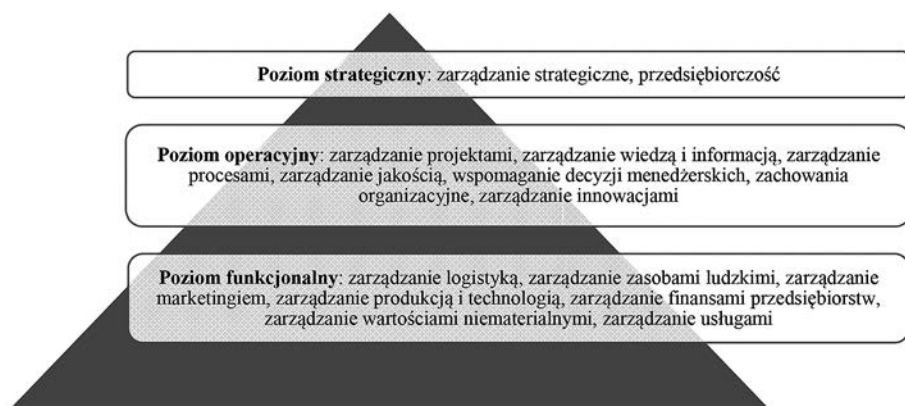 Poziom strategiczny: zarządzanie strategiczne, przedsiębiorczość
Poziom operacyjny: zarządzanie projektami, zarządzanie wiedzą i informacją, zarządzanie
procesami, zarządzanie jakością, wspomaganie decyzji menedżerskich, zachowania
organizacyjne, zarządzanie innowacjami
Poziom funkcjonalny: zarządzanie logistyką, zarządzanie zasobami ludzkimi, zarządzanie
marketingiem, zarządzanie produkcją i technologią, zarządzanie finansami przedsiębiorstw,
zarządzanie wartościami niematerialnymi, zarządzanie usługami